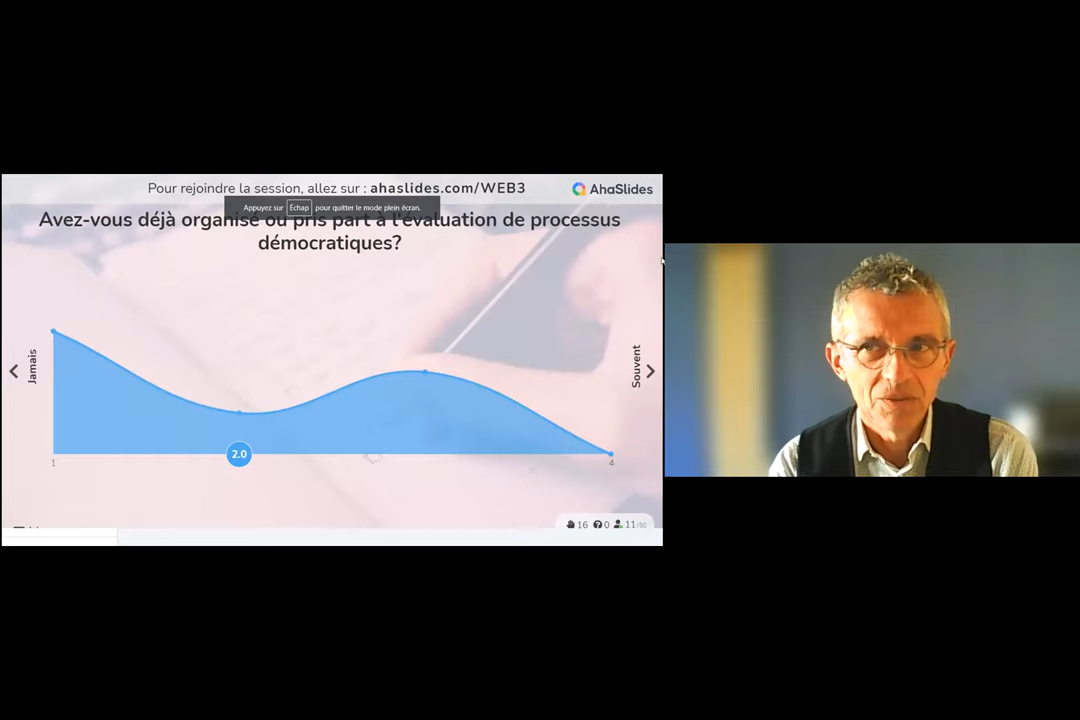 Pour rejoindre la session, allez sur : ahaslides.com/WEB3
AhaSlides
Appuyez sur Échap pour quitter le mode plein écran.
Avez-vous déjà organisé ou pris part à l'évaluation de processus
démocratiques?
Jamais
Souvent
2.0
1
4
16 0 11/50